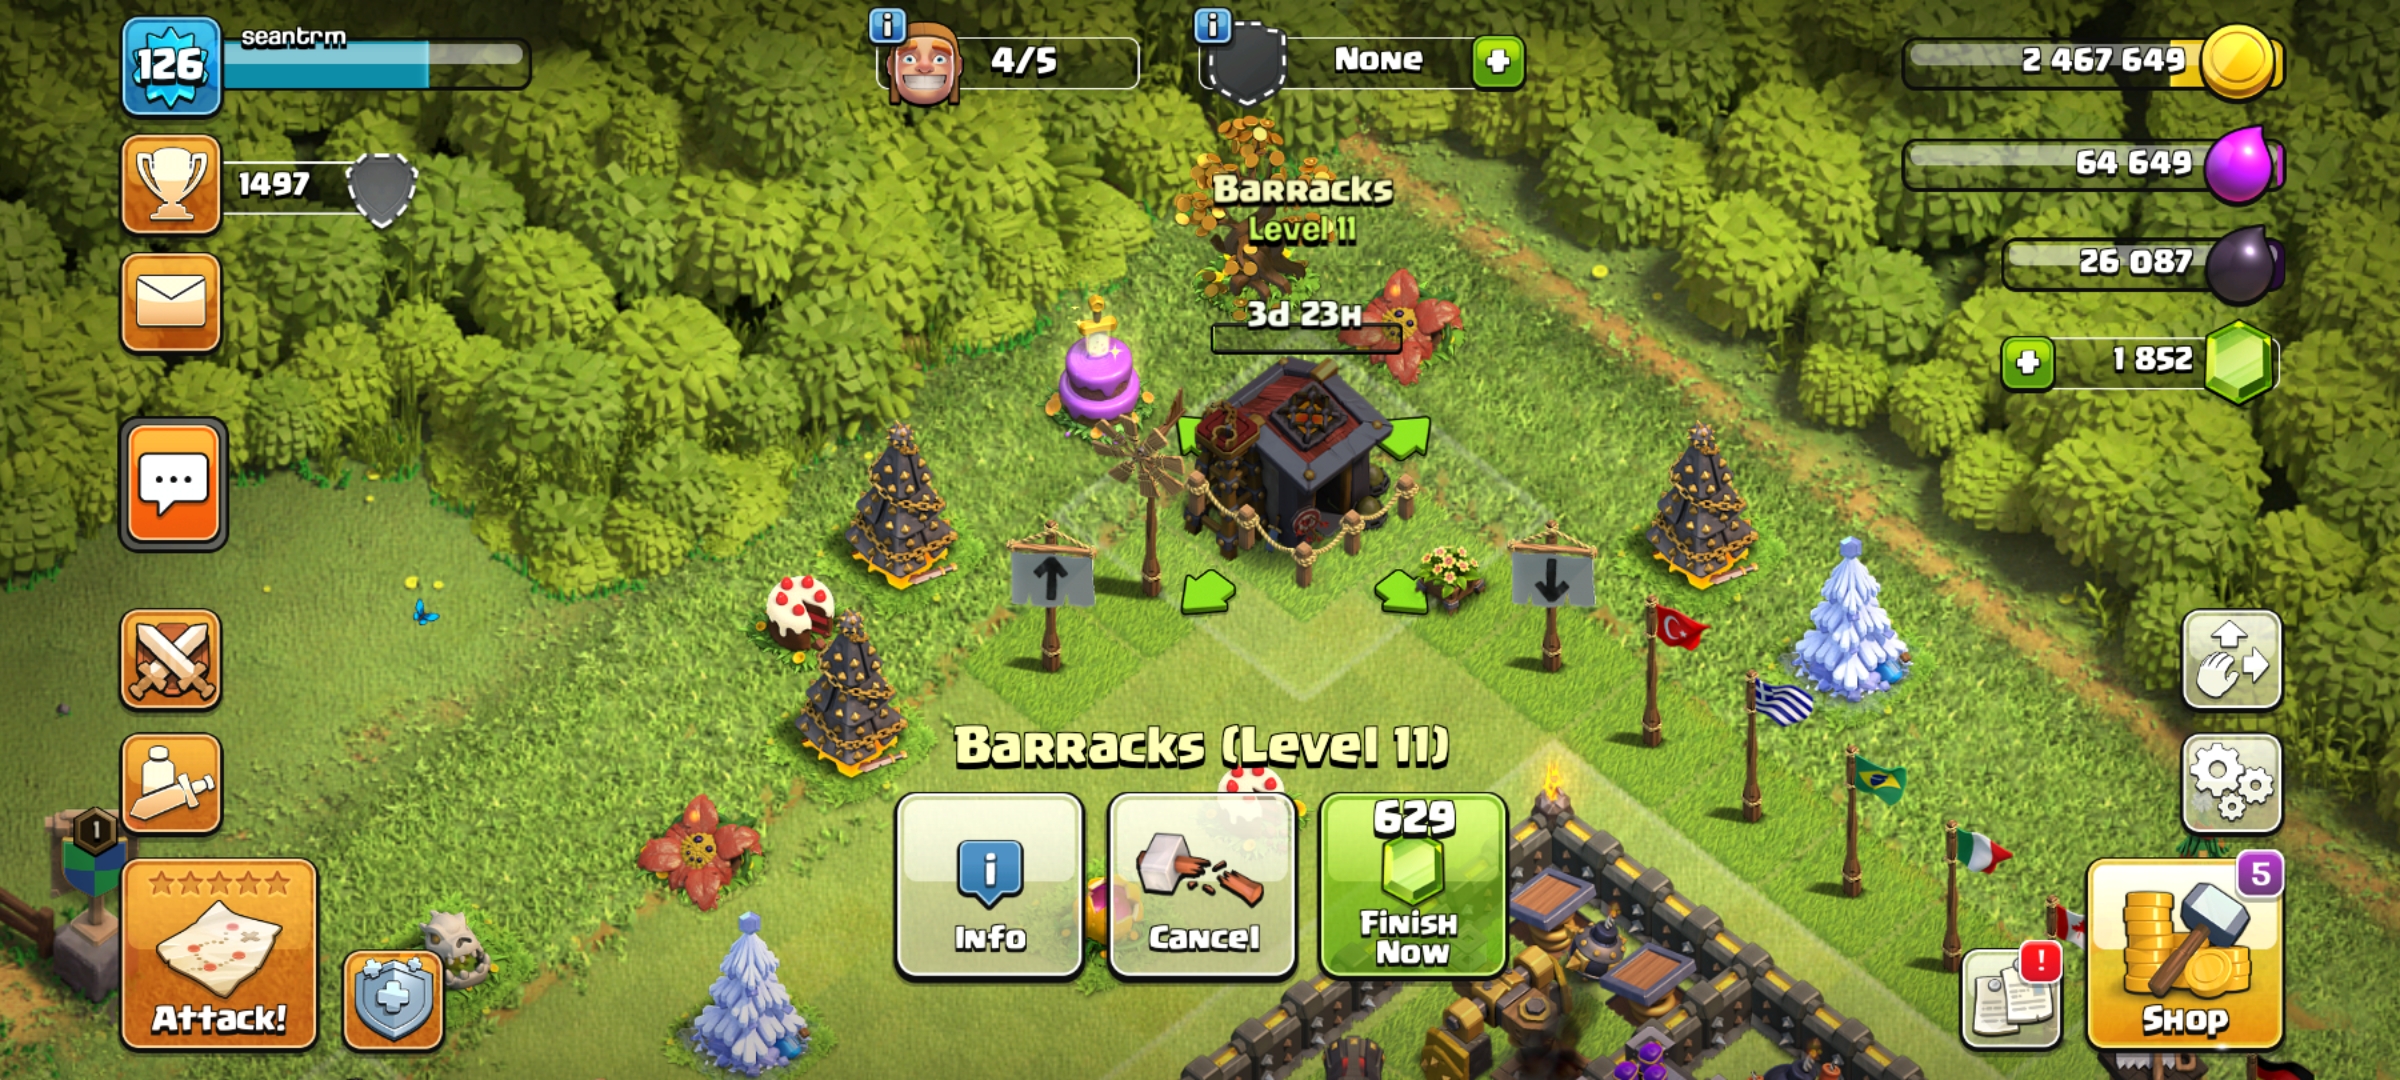 126
seantrm
4/5
None
2 467 649
64 649
26 087
1 852
1497
Barracks
Level 11
3d 23H
Barracks (Level 11)
Info
Cancel
629
Finish
Now
1
Attack!
5
!
Shop